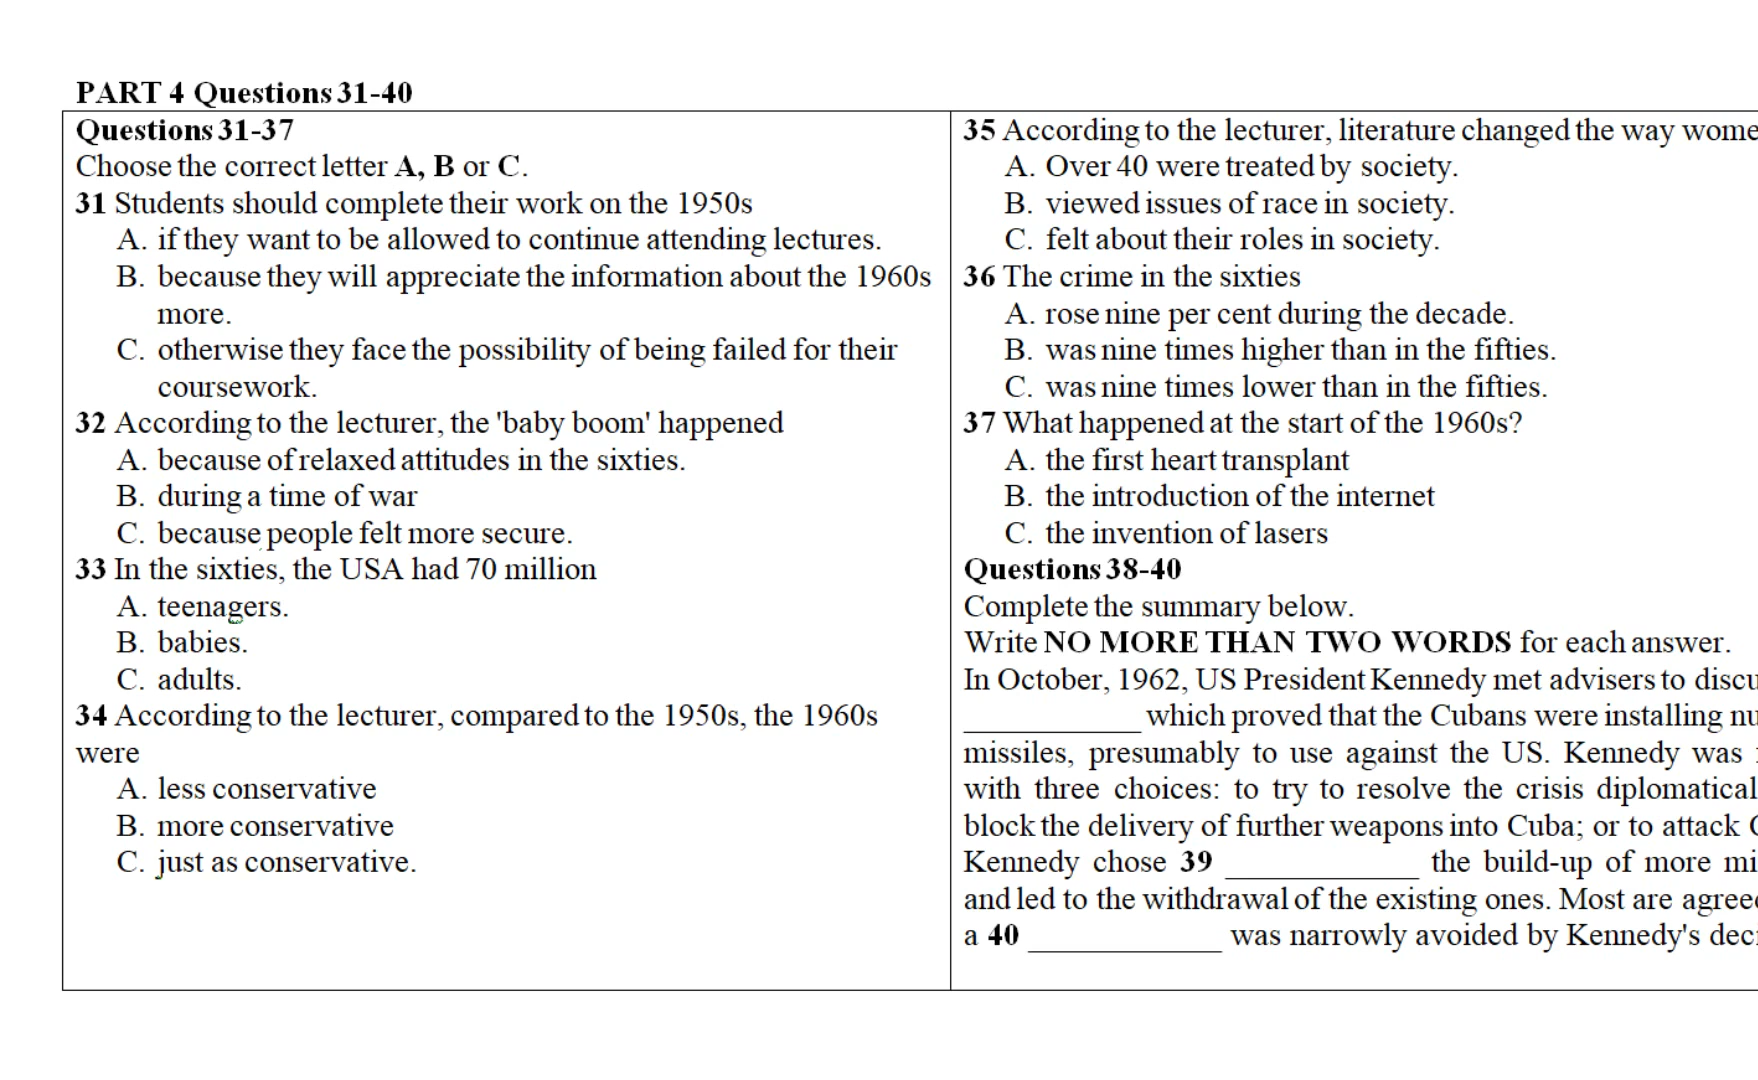 PART 4 Questions 31-40
Questions 31-37
Choose the correct letter A, B or C.
31 Students should complete their work on the 1950s
A. if they want to be allowed to continue attending lectures.
B. because they will appreciate the information about the 1960s
more.
C. otherwise they face the possibility of being failed for their
coursework.
32 According to the lecturer, the 'baby boom' happened
A. because of relaxed attitudes in the sixties.
B. during a time of war
C. because people felt more secure.
33 In the sixties, the USA had 70 million
A. teenagers.
B. babies.
C. adults.
34 According to the lecturer, compared to the 1950s, the 1960s
were
A. less conservative
B. more conservative
C. just as conservative.
35 According to the lecturer, literature changed the way
A. Over 40 were treated by society.
B. viewed issues of race in society.
C. felt about their roles in society.
36 The crime in the sixties
A. rose nine per cent during the decade.
B. was nine times higher than in the fifties.
C. was nine times lower than in the fifties.
37 What happened at the start of the 1960s?
A. the first heart transplant
B. the introduction of the internet
C. the invention of lasers
Questions 38-40
Complete the summary below.
Write NO MORE THAN TWO WORDS for each answer.
In October, 1962, US President Kennedy met advisers to
____________ which proved that the Cubans were installing
missiles, presumably to use against the US. Kennedy was
with three choices: to try to resolve the crisis
block the delivery of further weapons into Cuba; or to attack
Kennedy chose 39 _____________ the build-up of more
and led to the withdrawal of the existing ones. Most are
a 40 _____________ was narrowly avoided by Kennedy's